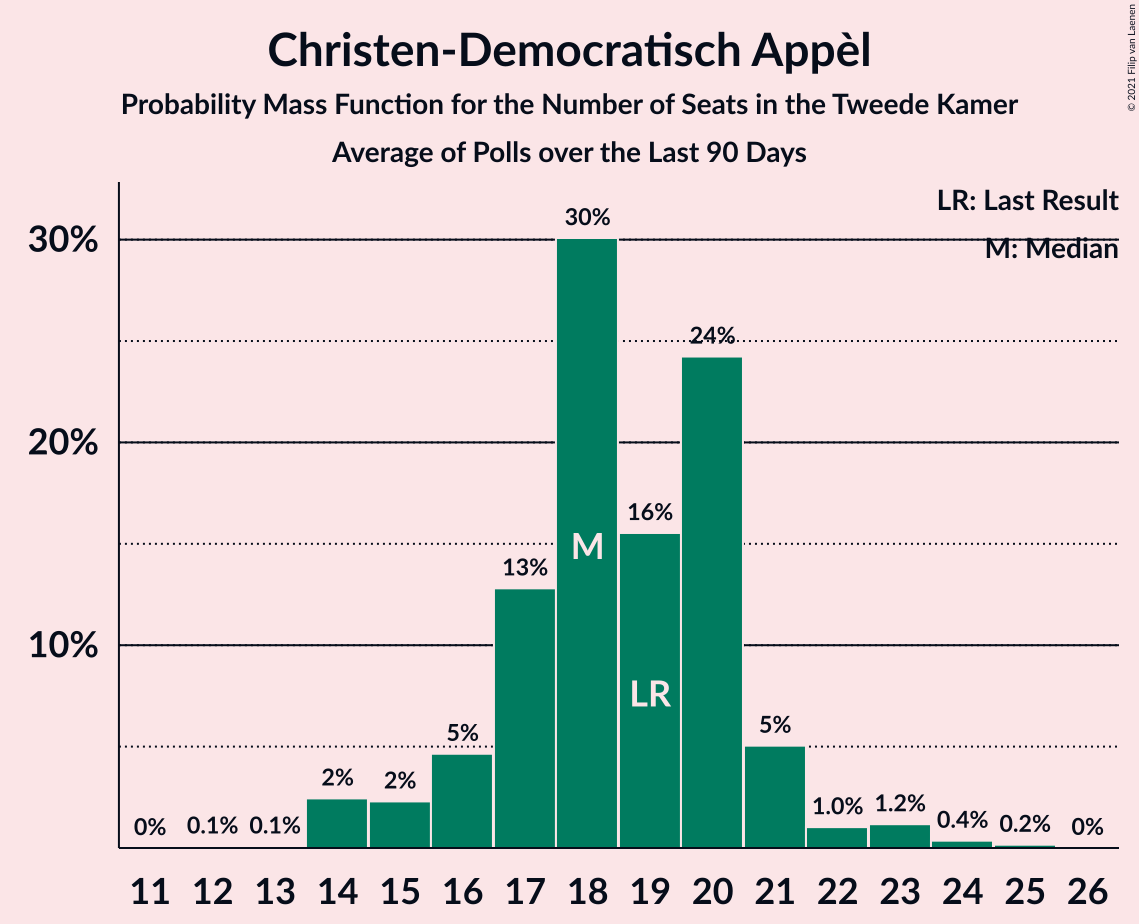 Christen-Democratisch Appèl
Probability Mass Function for the Number of Seats in the Tweede Kamer
Average of Polls over the Last 90 Days
© 2021 Filip van Laenen
LR: Last Result
M: Median
30%
20%
10%
0%
0.1%
0.1%
2%
2%
5%
13%
30%
16%
24%
5%
1.0%
1.2%
0.4%
0.2%
0%
M
LR
11 12 13 14 15 16 17 18 19 20 21 22 23 24 25 26